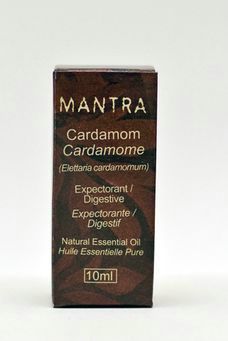 MANTRA
Cardamom
Cardamome
(Elettaria cardamomum)
Expectorant /
Digestive
Expectorante /
Digestif
Natural Essential Oil
Huile Essentielle Pure
10ml